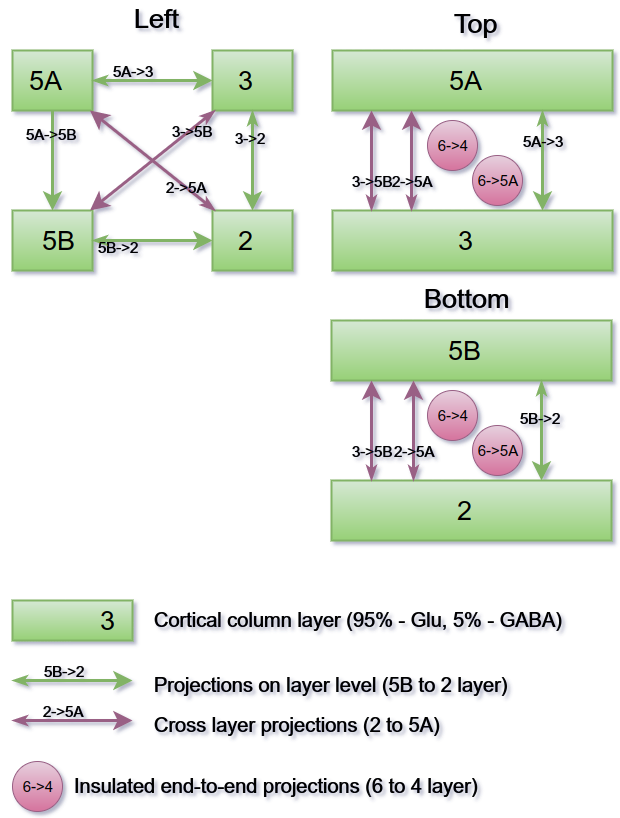 Left
Top
5A
5A->3
3
5A
5A->5B
3->5B
3->2
2->5A
3->5B
2->5A
6->4
6->5A
5A->3
5B
5B->2
2
3
Bottom
5B
3->5B
2->5A
6->4
6->5A
5B->2
2
3
Cortical column layer (95% - Glu, 5% - GABA)
5B->2
Projections on layer level (5B to 2 layer)
2->5A
Cross layer projections (2 to 5A)
6->4
Insulated end-to-end projections (6 to 4 layer)